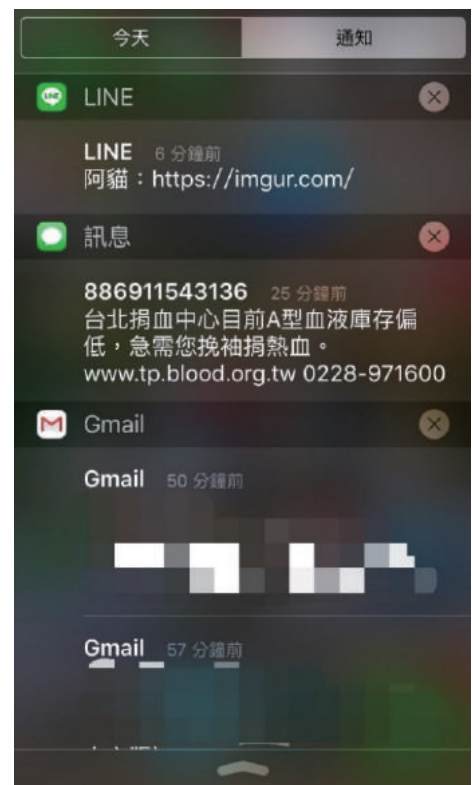 今天
通知
LINE
LINE 6 分鐘前
阿貓：https://imgur.com/
訊息
886911543136 25 分鐘前
台北捐血中心目前A型血液庫存偏
低，急需您挽袖捐熱血。
www.tp.blood.org.tw 0228-971600
Gmail
Gmail 50 分鐘前
Gmail 57 分鐘前